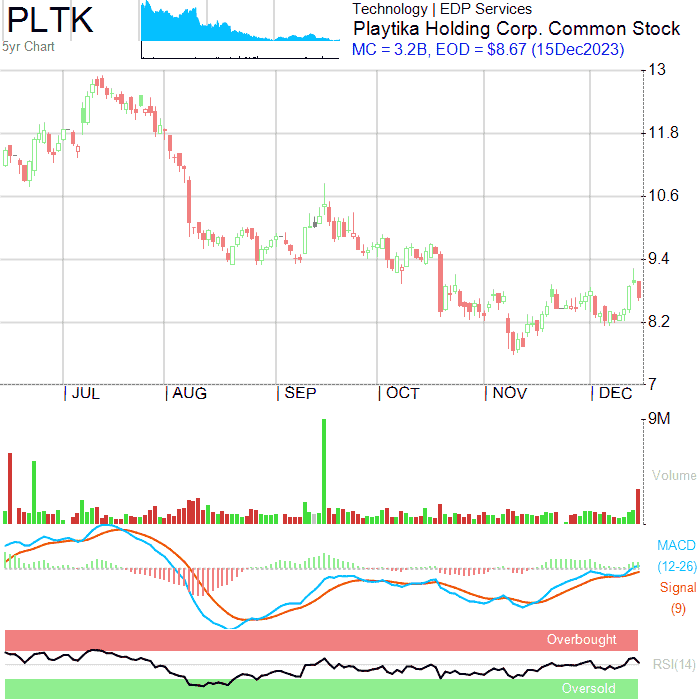 PLTK
5yr Chart
Technology | EDP Services
Playtika Holding Corp. Common Stock
MC = 3.2B, EOD = $8.67 (15Dec2023)
13
11.8
10.6
9.4
8.2
7
| JUL | AUG | SEP | OCT | NOV | DEC
9M
Volume
MACD
(12-26)
Signal
(9)
Overbought
RSI(14)
Oversold